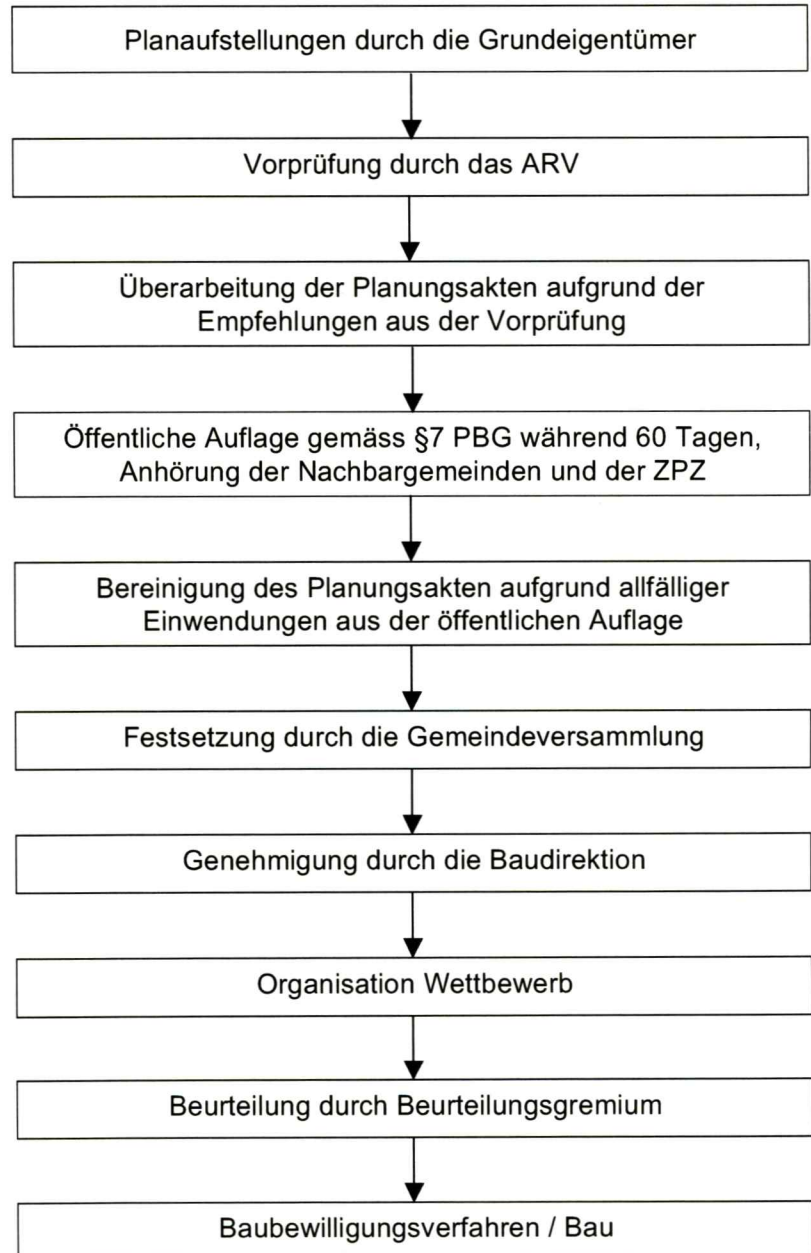 Planaufstellungen durch die Grundeigentümer
Vorprüfung durch das ARV
Überarbeitung der Planungsakten aufgrund der
Empfehlungen aus der Vorprüfung
Öffentliche Auflage gemäss §7 PBG während 60 Tagen,
Anhörung der Nachbargemeinden und der ZPZ
Bereinigung des Planungsakten aufgrund allfälliger
Einwendungen aus der öffentlichen Auflage
Festsetzung durch die Gemeindeversammlung
Genehmigung durch die Baudirektion
Organisation Wettbewerb
Beurteilung durch Beurteilungsgremium
Baubewilligungsverfahren / Bau